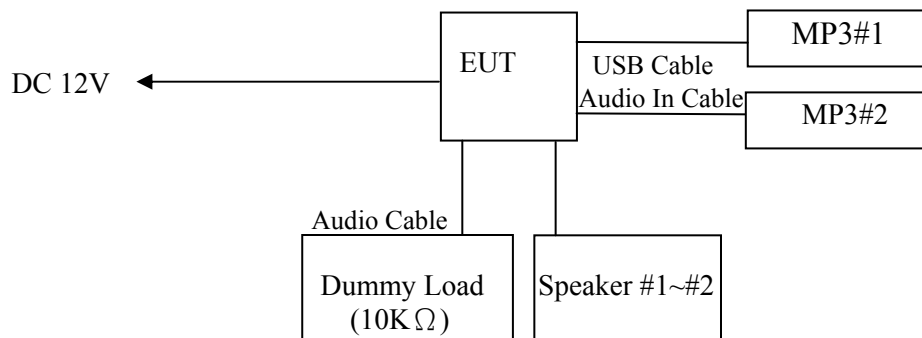 MP3#1
EUT
USB Cable
DC 12V
Audio In Cable
MP3#2
Audio Cable
Dummy Load
(10KΩ)
Speaker #1~#2